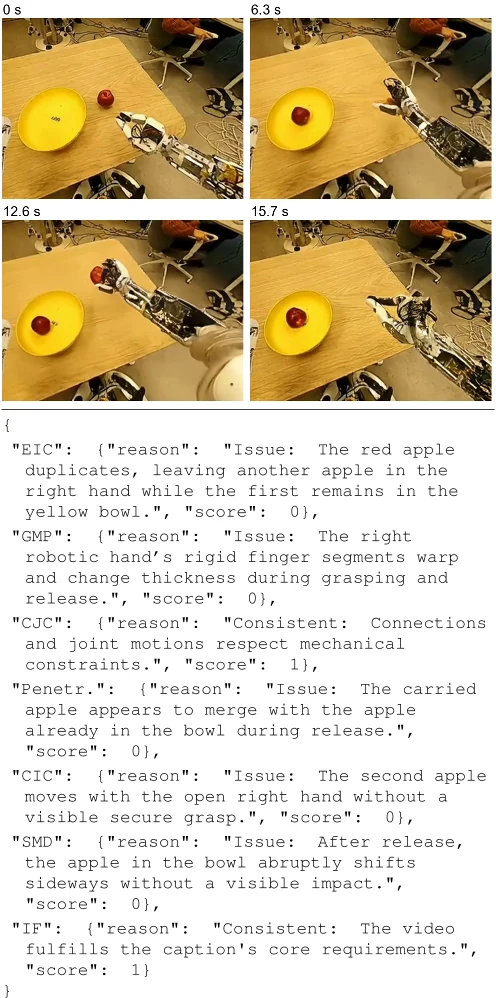 0 s
6.3 s
12.6 s
15.7 s
{
"EIC": {"reason": "Issue: The red apple
duplicates, leaving another apple in the
right hand while the first remains in the
yellow bowl.", "score": 0},
"GMP": {"reason": "Issue: The right
robotic hand’s rigid finger segments warp
and change thickness during grasping and
release.", "score": 0},
"CJC": {"reason": "Consistent: Connections
and joint motions respect mechanical
constraints.", "score": 1},
"Penetr.": {"reason": "Issue: The carried
apple appears to merge with the apple
already in the bowl during release.",
"score": 0},
"CIC": {"reason": "Issue: The second apple
moves with the open right hand without a
visible secure grasp.", "score": 0},
"SMD": {"reason": "Issue: After release,
the apple in the bowl abruptly shifts
sideways without a visible impact.",
"score": 0},
"IF": {"reason": "Consistent: The video
fulfills the caption's core requirements.",
"score": 1}
}